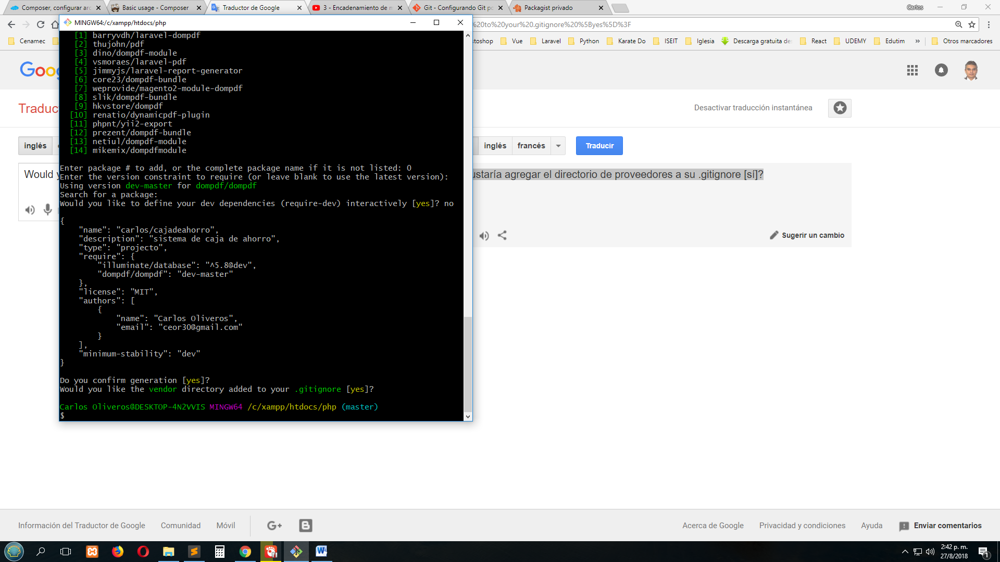 Composer, configurar arc
Basic usage - Composer
Traductor de Google
3 - Encadenamiento de m
Git - Configurando Git po
Packagist privado
Carlos
MINGW64:/c/xampp/htdocs/php
%20to%20your%20.gitignore%20%5Byes%5D%3F
Cenamec
Vue
Laravel
Python
Karate Do
ISEIT
Iglesia
Descarga gratuita de
React
UDEMY
Edutim
»
Otros marcadores
[1] barryvdh/laravel-dompdf
[2] thujohn/pdf
[3] dino/dompdf-module
[4] vsmoraes/laravel-pdf
[5] jimmyjs/laravel-report-generator
[6] core23/dompdf-bundle
[7] weprovide/magento2-module-dompdf
[8] slik/dompdf-bundle
[9] hkvstore/dompdf
[10] renatio/dynamicpdf-plugin
[11] phpnt/yii2-export
[12] prezent/dompdf-bundle
[13] netiul/dompdf-module
[14] mikemix/dompdfmodule
Enter package # to add, or the complete package name if it is not listed: 0
Enter the version constraint to require (or leave blank to use the latest version):
Using version dev-master for dompdf/dompdf
Search for a package:
Would you like to define your dev dependencies (require-dev) interactively [yes]? no
{
"name": "carlos/cajadeahorro",
"description": "sistema de caja de ahorro",
"type": "projecto",
"require": {
"illuminate/database": "^5.8@dev",
"dompdf/dompdf": "dev-master"
},
"license": "MIT",
"authors": [
{
"name": "Carlos Oliveros",
"email": "ceor30@gmail.com"
}
],
"minimum-stability": "dev"
}
Do you confirm generation [yes]?
Would you like the vendor directory added to your .gitignore [yes]?
Carlos Oliveros@DESKTOP-4N2VVIS MINGW64 /c/xampp/htdocs/php (master)
$
Goog
Traduc
Desactivar traducción instantánea
inglés
inglés
francés
Traducir
Would y
ustaría agregar el directorio de proveedores a su .gitignore [sí]?
Sugerir un cambio
Información del Traductor de Google
Comunidad
Móvil
G+
Acerca de Google
Privacidad y condiciones
Ayuda
Enviar comentarios
2:42 p. m.
27/8/2018
1